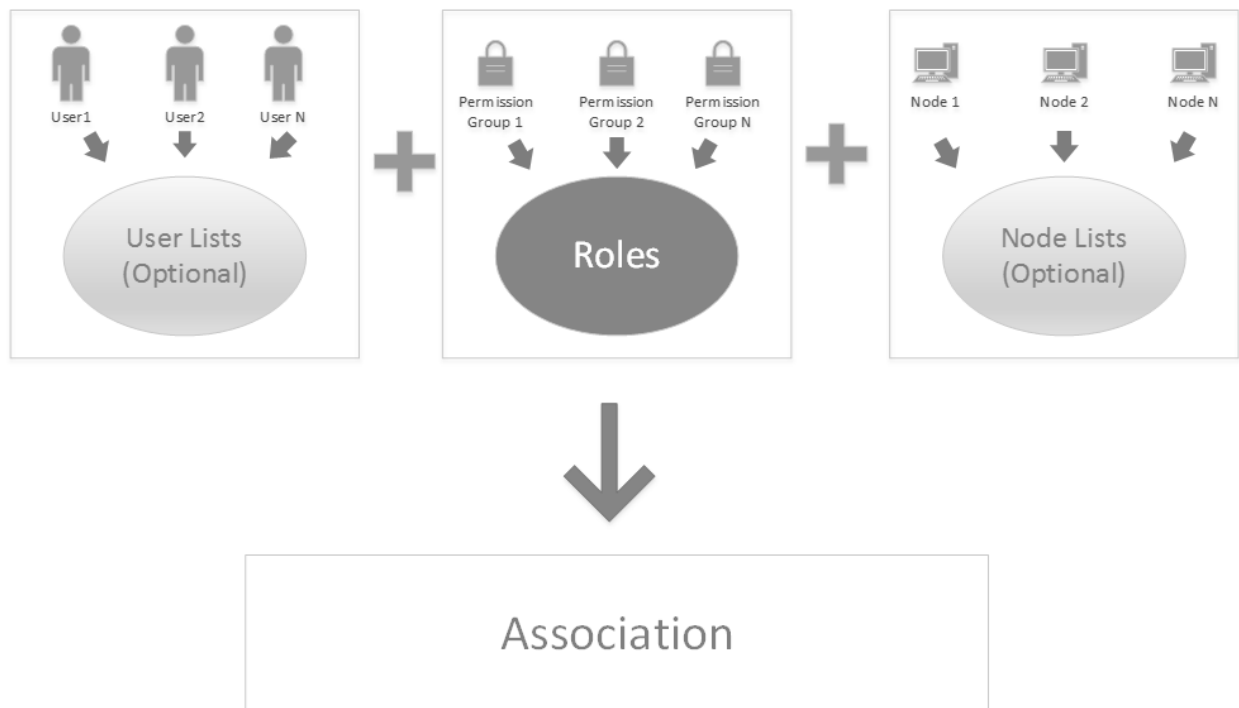 User1
User2
User N
User Lists
(Optional)
Permission
Group 1
Permission
Group 2
Permission
Group N
Roles
Node 1
Node 2
Node N
Node Lists
(Optional)
Association